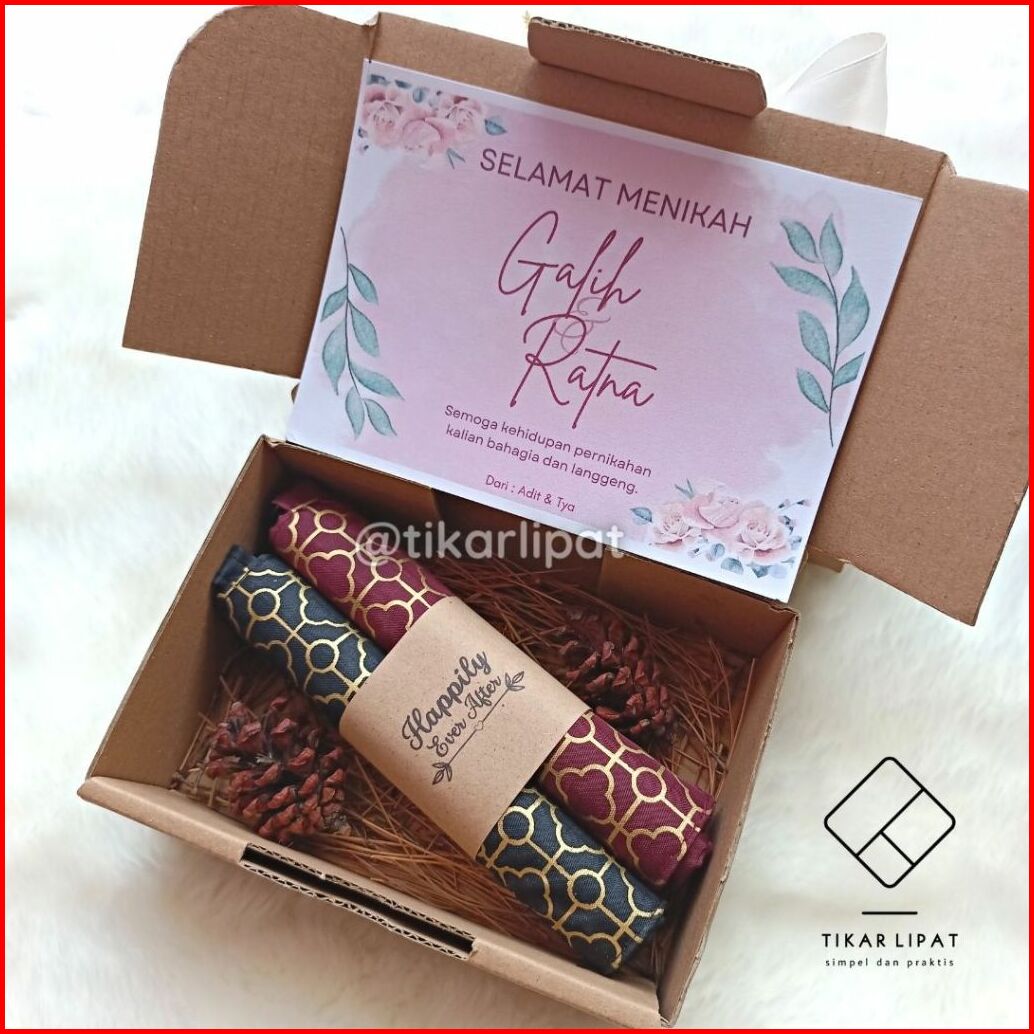 SELAMAT MENIKAH
Galih
&
Ratna
Semoga kehidupan pernikahan
kalian bahagia dan langgeng.
Dari : Adit & Tya
@tikarlipat
Happily
Ever After
TIKAR LIPAT
simpel dan praktis